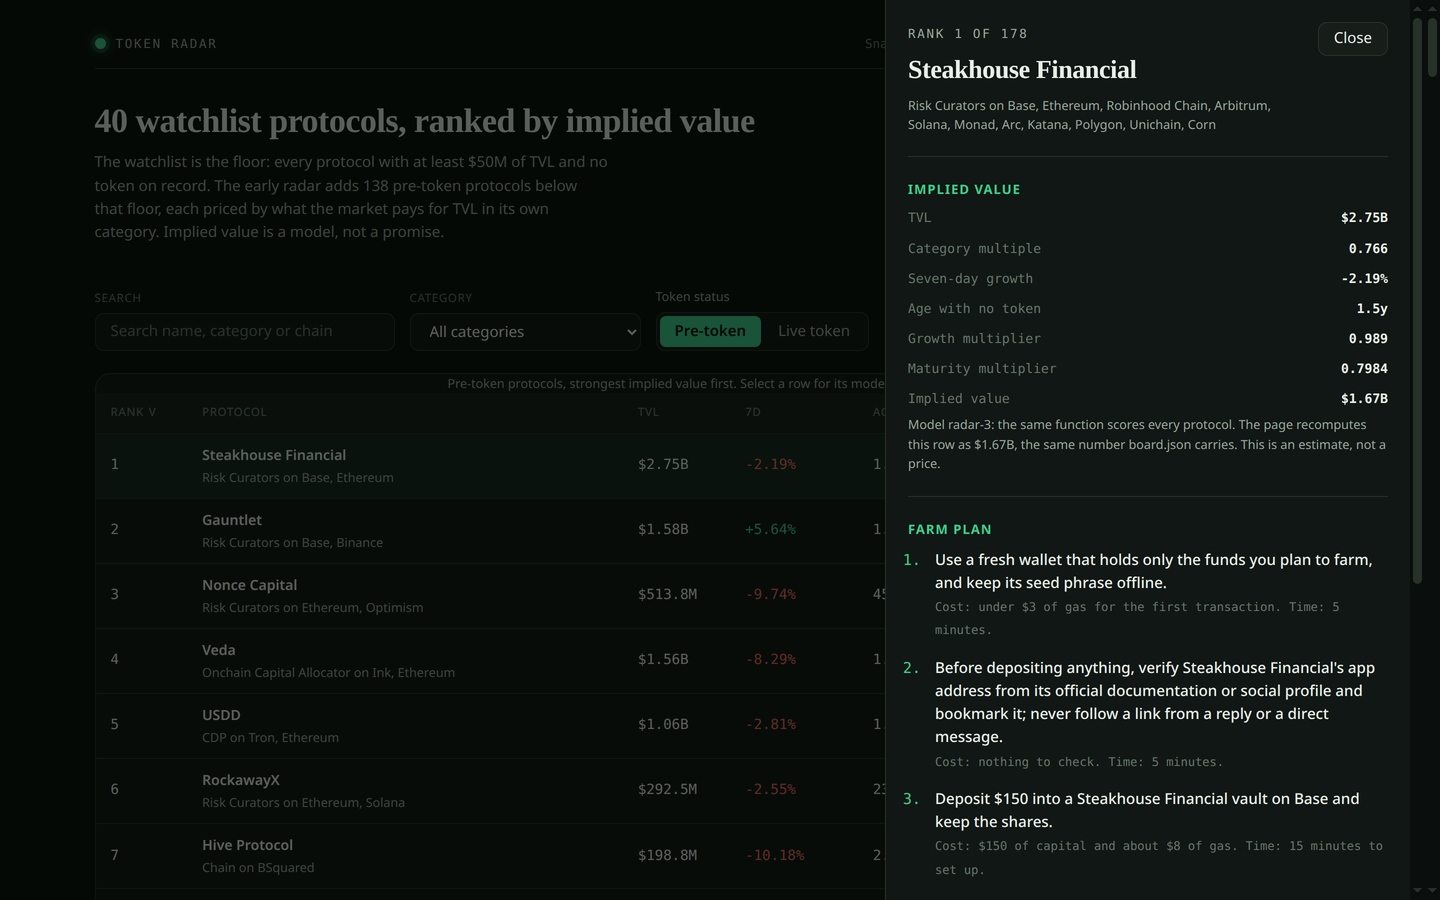 TOKEN RADAR
Sna
40 watchlist protocols, ranked by implied value
The watchlist is the floor: every protocol with at least $50M of TVL and no
token on record. The early radar adds 138 pre-token protocols below
that floor, each priced by what the market pays for TVL in its own
category. Implied value is a model, not a promise.
SEARCH
CATEGORY
Token status
Search name, category or chain
All categories
Pre-token
Live token
Pre-token protocols, strongest implied value first. Select a row for its mode
RANK V PROTOCOL TVL 7D AG
1 Steakhouse Financial $2.75B -2.19% 1.
Risk Curators on Base, Ethereum
2 Gauntlet $1.58B +5.64% 1.
Risk Curators on Base, Binance
3 Nonce Capital $513.8M -9.74% 45
Risk Curators on Ethereum, Optimism
4 Veda $1.56B -8.29% 1.
Onchain Capital Allocator on Ink, Ethereum
5 USDD $1.06B -2.81% 1.
CDP on Tron, Ethereum
6 RockawayX $292.5M -2.55% 23
Risk Curators on Ethereum, Solana
7 Hive Protocol $198.8M -10.18% 2.
Chain on BSquared
RANK 1 OF 178
Close
Steakhouse Financial
Risk Curators on Base, Ethereum, Robinhood Chain, Arbitrum,
Solana, Monad, Arc, Katana, Polygon, Unichain, Corn
IMPLIED VALUE
TVL $2.75B
Category multiple 0.766
Seven-day growth -2.19%
Age with no token 1.5y
Growth multiplier 0.989
Maturity multiplier 0.7984
Implied value $1.67B
Model radar-3: the same function scores every protocol. The page recomputes
this row as $1.67B, the same number board.json carries. This is an estimate, not a
price.
FARM PLAN
1. Use a fresh wallet that holds only the funds you plan to farm,
and keep its seed phrase offline.
Cost: under $3 of gas for the first transaction. Time: 5
minutes.
2. Before depositing anything, verify Steakhouse Financial's app
address from its official documentation or social profile and
bookmark it; never follow a link from a reply or a direct
message.
Cost: nothing to check. Time: 5 minutes.
3. Deposit $150 into a Steakhouse Financial vault on Base and
keep the shares.
Cost: $150 of capital and about $8 of gas. Time: 15 minutes to
set up.